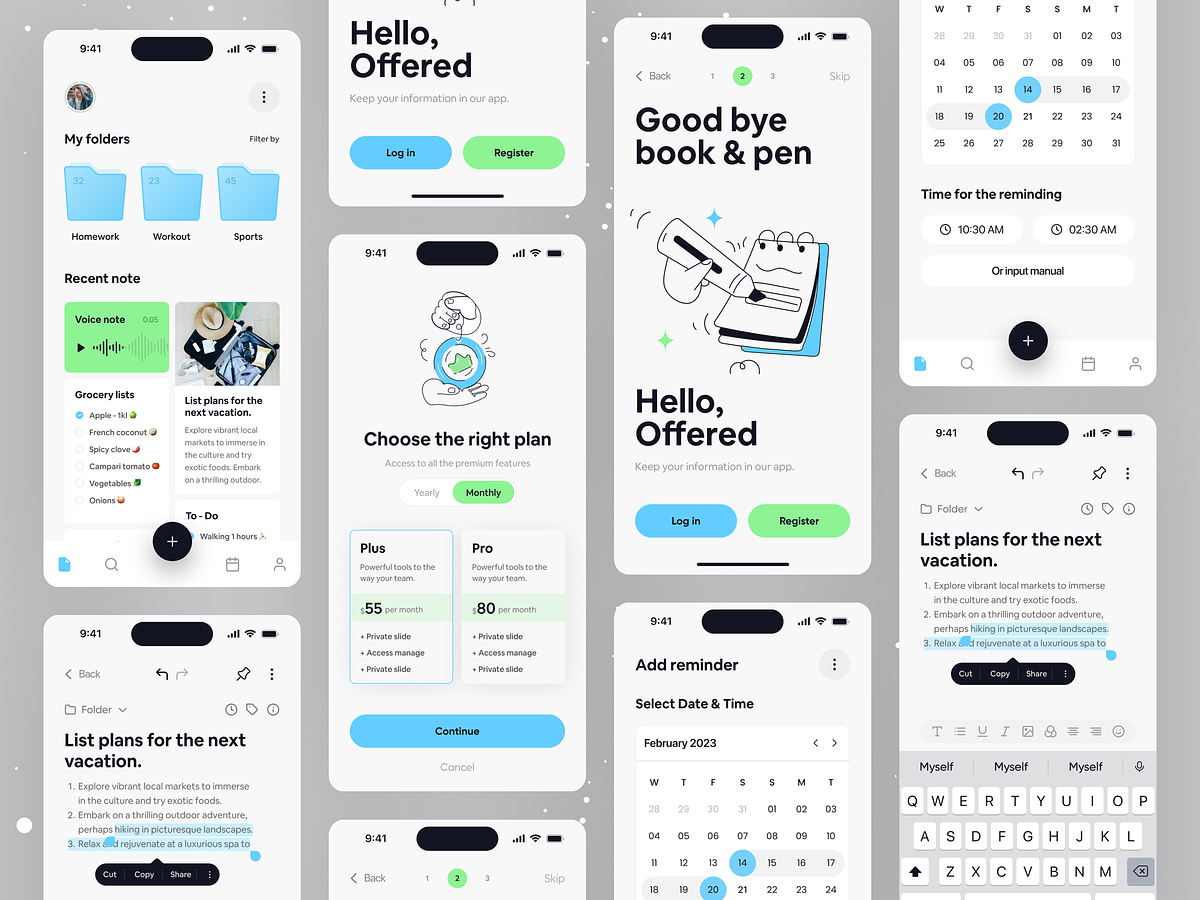 9:41
My folders
Filter by
32
23
45
Homework
Workout
Sports
Recent note
Voice note
0.05
Grocery lists
Apple - 1kl
French coconut
Spicy clove
Campari tomato
Vegetables
Onions
List plans for the
next vacation.
Explore vibrant local
markets to immerse in
the culture and try
exotic foods. Embark
on a thrilling outdoor.
To - Do
Walking 1 hours
+
9:41
Back
Folder
List plans for the next
vacation.
1. Explore vibrant local markets to immerse
in the culture and try exotic foods.
2. Embark on a thrilling outdoor adventure,
perhaps hiking in picturesque landscapes.
3. Relax and rejuvenate at a luxurious spa to
Cut Copy Share
Hello,
Offered
Keep your information in our app.
Log in
Register
9:41
Choose the right plan
Access to all the premium features
Yearly
Monthly
Plus
Powerful tools to the
way your team.
$55 per month
+ Private slide
+ Access manage
+ Private slide
Pro
Powerful tools to the
way your team.
$80 per month
+ Private slide
+ Access manage
+ Private slide
Continue
Cancel
9:41
Back
1 2 3
Skip
9:41
Back
1 2 3
Skip
Good bye
book & pen
Hello,
Offered
Keep your information in our app.
Log in
Register
9:41
Add reminder
Select Date & Time
February 2023
W T F S S M T
28 29 30 31 01 02 03
04 05 06 07 08 09 10
11 12 13 14 15 16 17
18 19 20 21 22 23 24
W T F S S M T
28 29 30 31 01 02 03
04 05 06 07 08 09 10
11 12 13 14 15 16 17
18 19 20 21 22 23 24
25 26 27 28 29 30 31
Time for the reminding
10:30 AM
02:30 AM
Or input manual
+
9:41
Back
Folder
List plans for the next
vacation.
1. Explore vibrant local markets to immerse
in the culture and try exotic foods.
2. Embark on a thrilling outdoor adventure,
perhaps hiking in picturesque landscapes.
3. Relax and rejuvenate at a luxurious spa to
Cut Copy Share
Myself Myself Myself
Q W E R T Y U I O P
A S D F G H J K L
Z X C V B N M